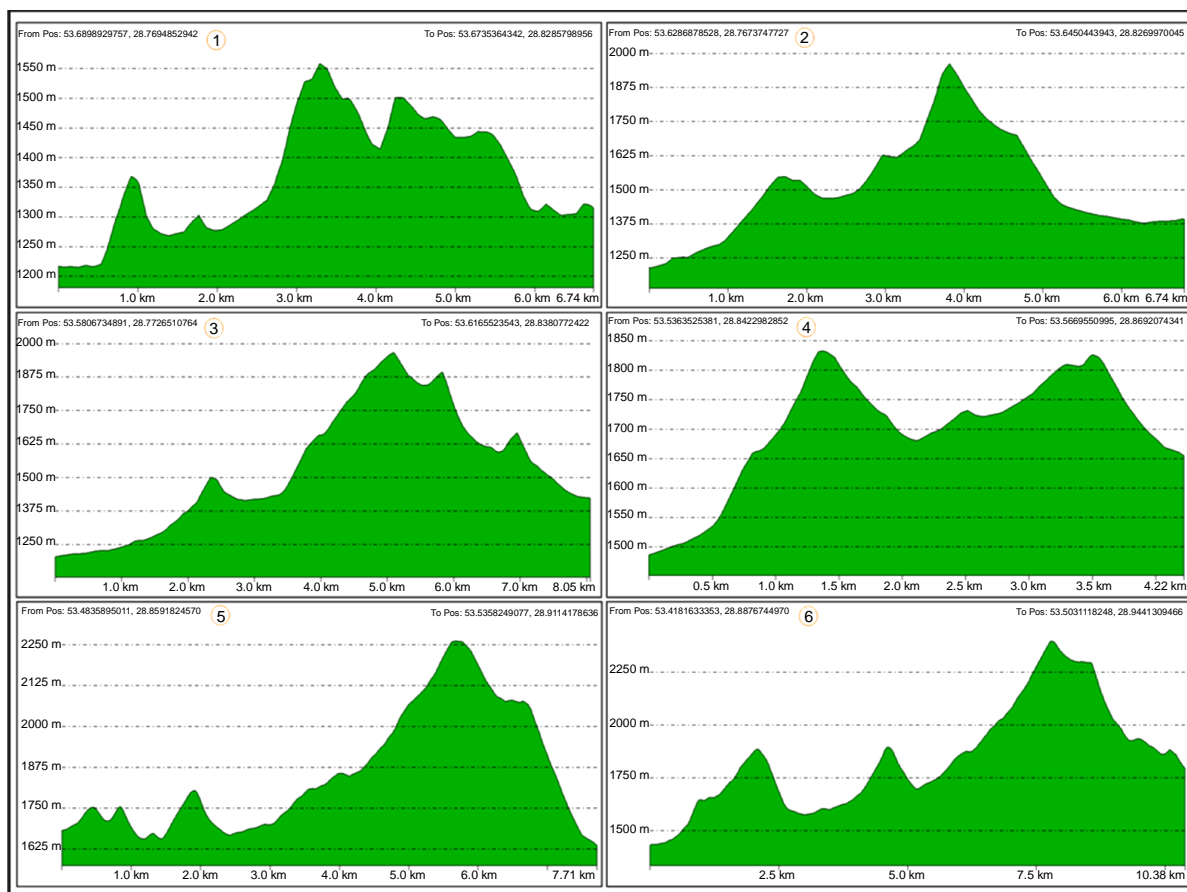 From Pos: 53.6898929757, 28.7694852942 1 To Pos: 53.6735364342, 28.8285798956
1550 m
1500 m
1450 m
1400 m
1350 m
1300 m
1250 m
1200 m
1.0 km 2.0 km 3.0 km 4.0 km 5.0 km 6.0 km 6.74 km
From Pos: 53.6286878528, 28.7673747727 2 To Pos: 53.6450443943, 28.8269970045
2000 m
1875 m
1750 m
1625 m
1500 m
1375 m
1250 m
1.0 km 2.0 km 3.0 km 4.0 km 5.0 km 6.0 km 6.74 km
From Pos: 53.5806734891, 28.7726510764 3 To Pos: 53.6165523543, 28.8380772422
2000 m
1875 m
1750 m
1625 m
1500 m
1375 m
1250 m
1.0 km 2.0 km 3.0 km 4.0 km 5.0 km 6.0 km 7.0 km 8.05 km
From Pos: 53.5363525381, 28.8422982852 4 To Pos: 53.5669550995, 28.8692074341
1850 m
1800 m
1750 m
1700 m
1650 m
1600 m
1550 m
1500 m
0.5 km 1.0 km 1.5 km 2.0 km 2.5 km 3.0 km 3.5 km 4.22 km
From Pos: 53.4835895011, 28.8591824570 5 To Pos: 53.5358249077, 28.9114178636
2250 m
2125 m
2000 m
1875 m
1750 m
1625 m
1.0 km 2.0 km 3.0 km 4.0 km 5.0 km 6.0 km 7.71 km
From Pos: 53.4181633353, 28.8876744970 6 To Pos: 53.5031118248, 28.9441309466
2250 m
2000 m
1750 m
1500 m
2.5 km 5.0 km 7.5 km 10.38 km